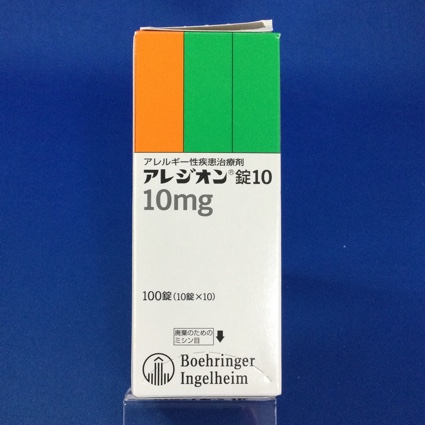 アレルギー性疾患治療剤
アレジオン®錠10
10mg
100錠(10錠×10)
廃棄のための
ミシン目
Boehringer
Ingelheim